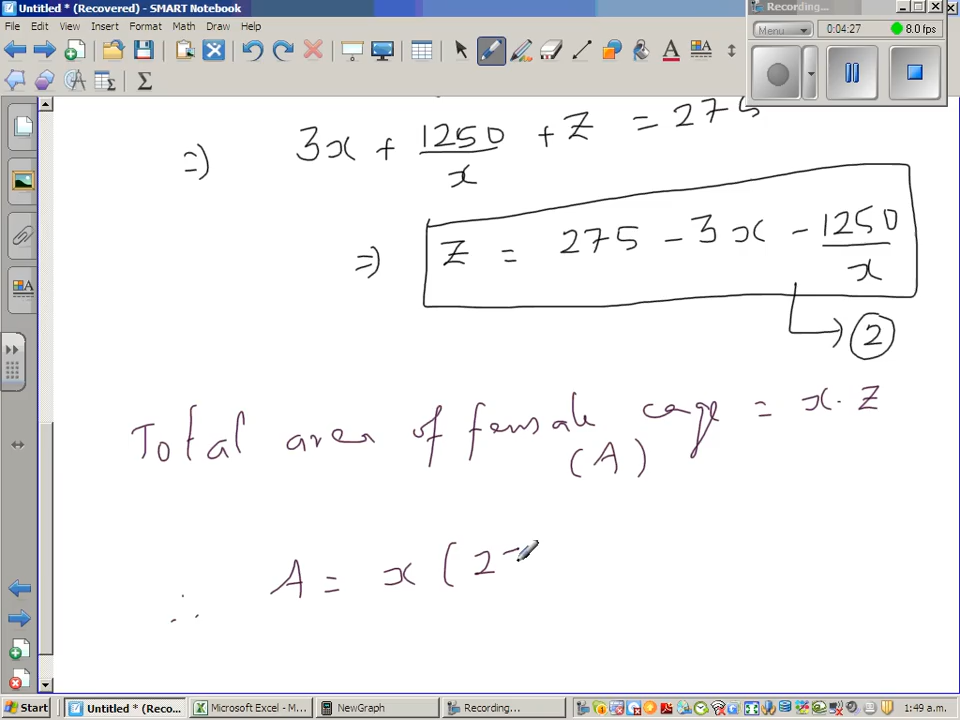 Untitled * (Recovered) - SMART Notebook
Recording...
File Edit View Insert Format Math Draw Help
Menu 0:04:27 8.0 fps
=) 3x + 1250/x + Z = 275
=) Z = 275 - 3x - 1250/x
2
Total area of female cage = x. Z
(A)
∴ A = x ( 27
Start Untitled * (Reco... Microsoft Excel - M... NewGraph Recording... 1:49 a.m.